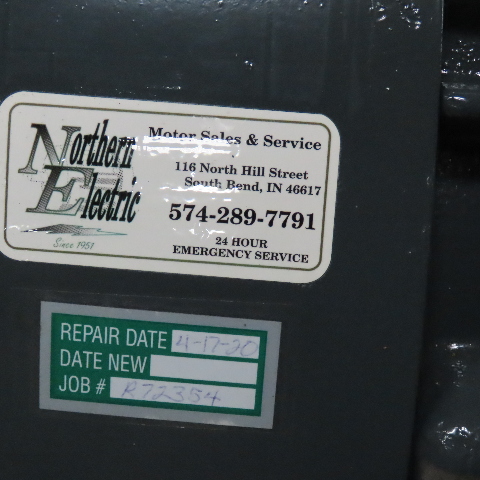 Northern
Electric
Since 1951
Motor Sales & Service
116 North Hill Street
South Bend, IN 46617
574-289-7791
24 HOUR
EMERGENCY SERVICE
REPAIR DATE 4-17-20
DATE NEW
JOB # R72354